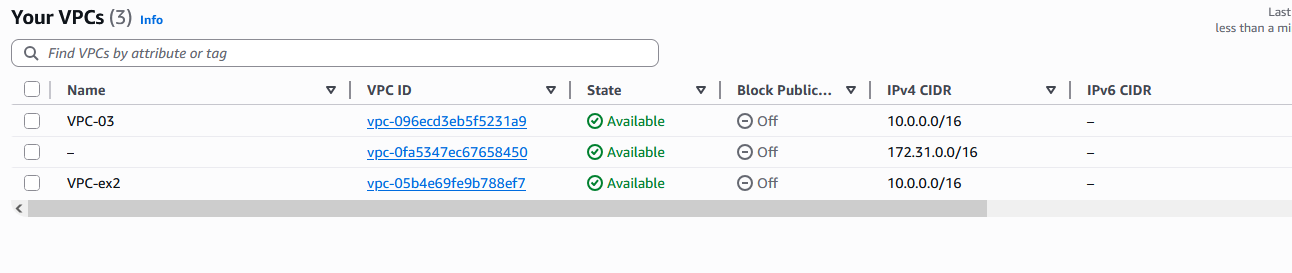 Your VPCs (3) Info
Last
less than a mi
Find VPCs by attribute or tag
Name VPC ID State Block Public... IPv4 CIDR IPv6 CIDR
VPC-03 vpc-096ecd3eb5f5231a9 Available Off 10.0.0.0/16 –
– vpc-0fa5347ec67658450 Available Off 172.31.0.0/16 –
VPC-ex2 vpc-05b4e69fe9b788ef7 Available Off 10.0.0.0/16 –